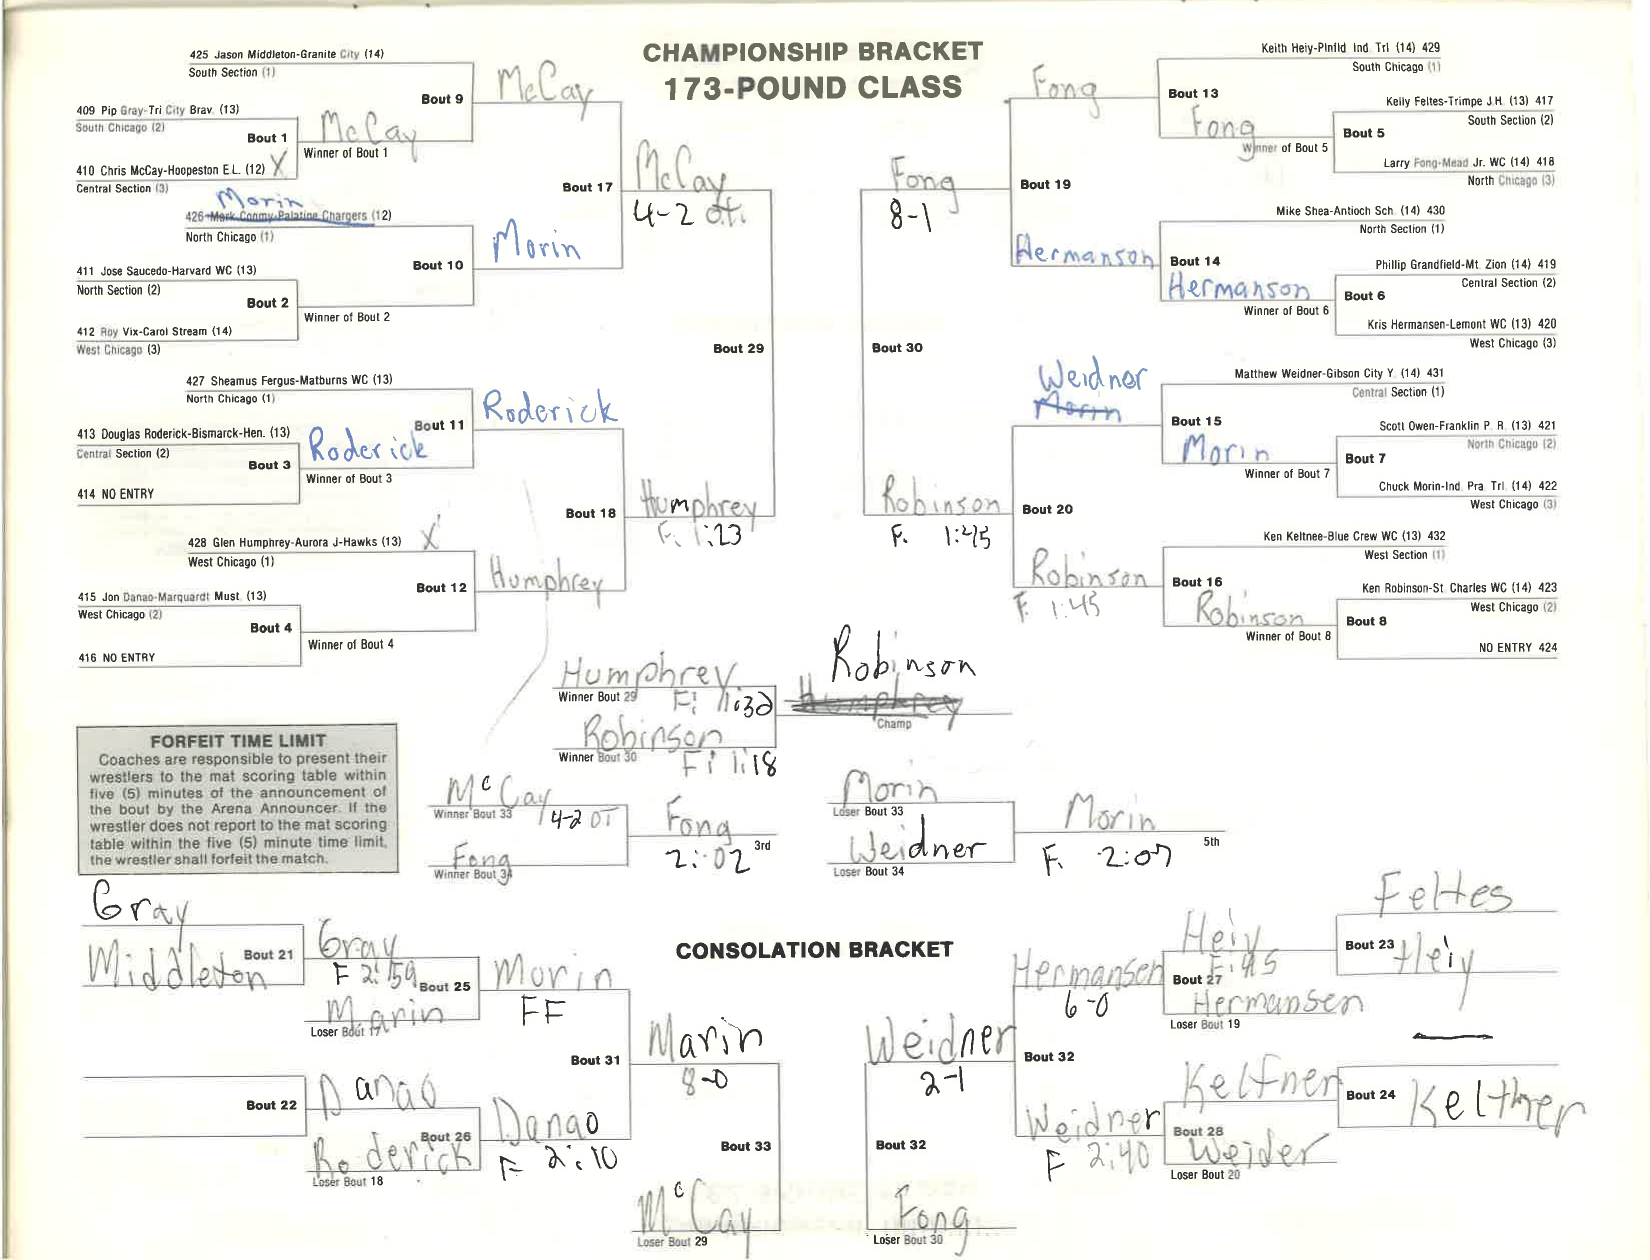 CHAMPIONSHIP BRACKET
173-POUND CLASS
425 Jason Middleton-Granite City (14)
South Section (1)
Bout 9
McCay
409 Pip Gray-Tri City Brav. (13)
South Chicago (2)
Bout 1
McCay
Winner of Bout 1
410 Chris McCay-Hoopeston E.L. (12) X
Central Section (3)
Bout 17
McCay
4-2 o.t.
Morin
426 Mark Conmy-Palatine Chargers (12)
North Chicago (1)
Bout 10
Morin
411 Jose Saucedo-Harvard WC (13)
North Section (2)
Bout 2
Winner of Bout 2
412 Roy Vix-Carol Stream (14)
West Chicago (3)
Bout 29
427 Sheamus Fergus-Matburns WC (13)
North Chicago (1)
Bout 11
Roderick
413 Douglas Roderick-Bismarck-Hen. (13)
Central Section (2)
Bout 3
Roderick
Winner of Bout 3
414 NO ENTRY
Bout 18
Humphrey
F. 1:23
428 Glen Humphrey-Aurora J-Hawks (13) X
West Chicago (1)
Bout 12
Humphrey
415 Jon Danao-Marquardt Must. (13)
West Chicago (2)
Bout 4
Winner of Bout 4
416 NO ENTRY
Keith Heiy-Plnfld Ind. Trl (14) 429
South Chicago (1)
Fong
Bout 13
Kelly Feltes-Trimpe J.H. (13) 417
South Section (2)
Fong
Bout 5
Winner of Bout 5
Larry Fong-Mead Jr. WC (14) 418
North Chicago (3)
Fong
8-1
Bout 19
Mike Shea-Antioch Sch. (14) 430
North Section (1)
Hermanson
Bout 14
Phillip Grandfield-Mt. Zion (14) 419
Central Section (2)
Hermanson
Bout 6
Winner of Bout 6
Kris Hermansen-Lemont WC (13) 420
West Chicago (3)
Bout 30
Weidner
Morin
Matthew Weidner-Gibson City Y. (14) 431
Central Section (1)
Bout 15
Scott Owen-Franklin P. R. (13) 421
North Chicago (2)
Morin
Bout 7
Winner of Bout 7
Chuck Morin-Ind. Pra. Trl. (14) 422
West Chicago (3)
Robinson
F. 1:45
Bout 20
Ken Keltnee-Blue Crew WC (13) 432
West Section (1)
Robinson
F. 1:45
Bout 16
Ken Robinson-St. Charles WC (14) 423
West Chicago (2)
Robinson
Bout 8
Winner of Bout 8
NO ENTRY 424
Humphrey
Winner Bout 29
F: 1:32
Robinson
Humphrey
Champ
Robinson
Winner Bout 30
F: 1:18
FORFEIT TIME LIMIT
Coaches are responsible to present their
wrestlers to the mat scoring table within
five (5) minutes of the announcement of
the bout by the Arena Announcer. If the
wrestler does not report to the mat scoring
table within the five (5) minute time limit,
the wrestler shall forfeit the match.
McCay
Winner Bout 33
4-2 OT
Fong
2:02
3rd
Fong
Winner Bout 34
Morin
Loser Bout 33
Morin
F. 2:07
5th
Weidner
Loser Bout 34
CONSOLATION BRACKET
Gray
Middleton
Bout 21
Gray
F 2:59
Bout 25
Marin
Loser Bout 17
Morin
FF
Bout 31
Marin
8-0
Bout 22
Danao
Bout 26
Roderick
Loser Bout 18
Danao
F 2:10
Bout 33
McCay
Loser Bout 29
Feltes
Bout 23
Heiy
Heiy
F:45
Bout 27
Hermansen
Loser Bout 19
Hermansen
6-0
Bout 32
Weidner
2-1
Keltner
Bout 24
Kelthner
Bout 28
Weider
Loser Bout 20
Weidner
F 2:40
Bout 32
Fong
Loser Bout 30